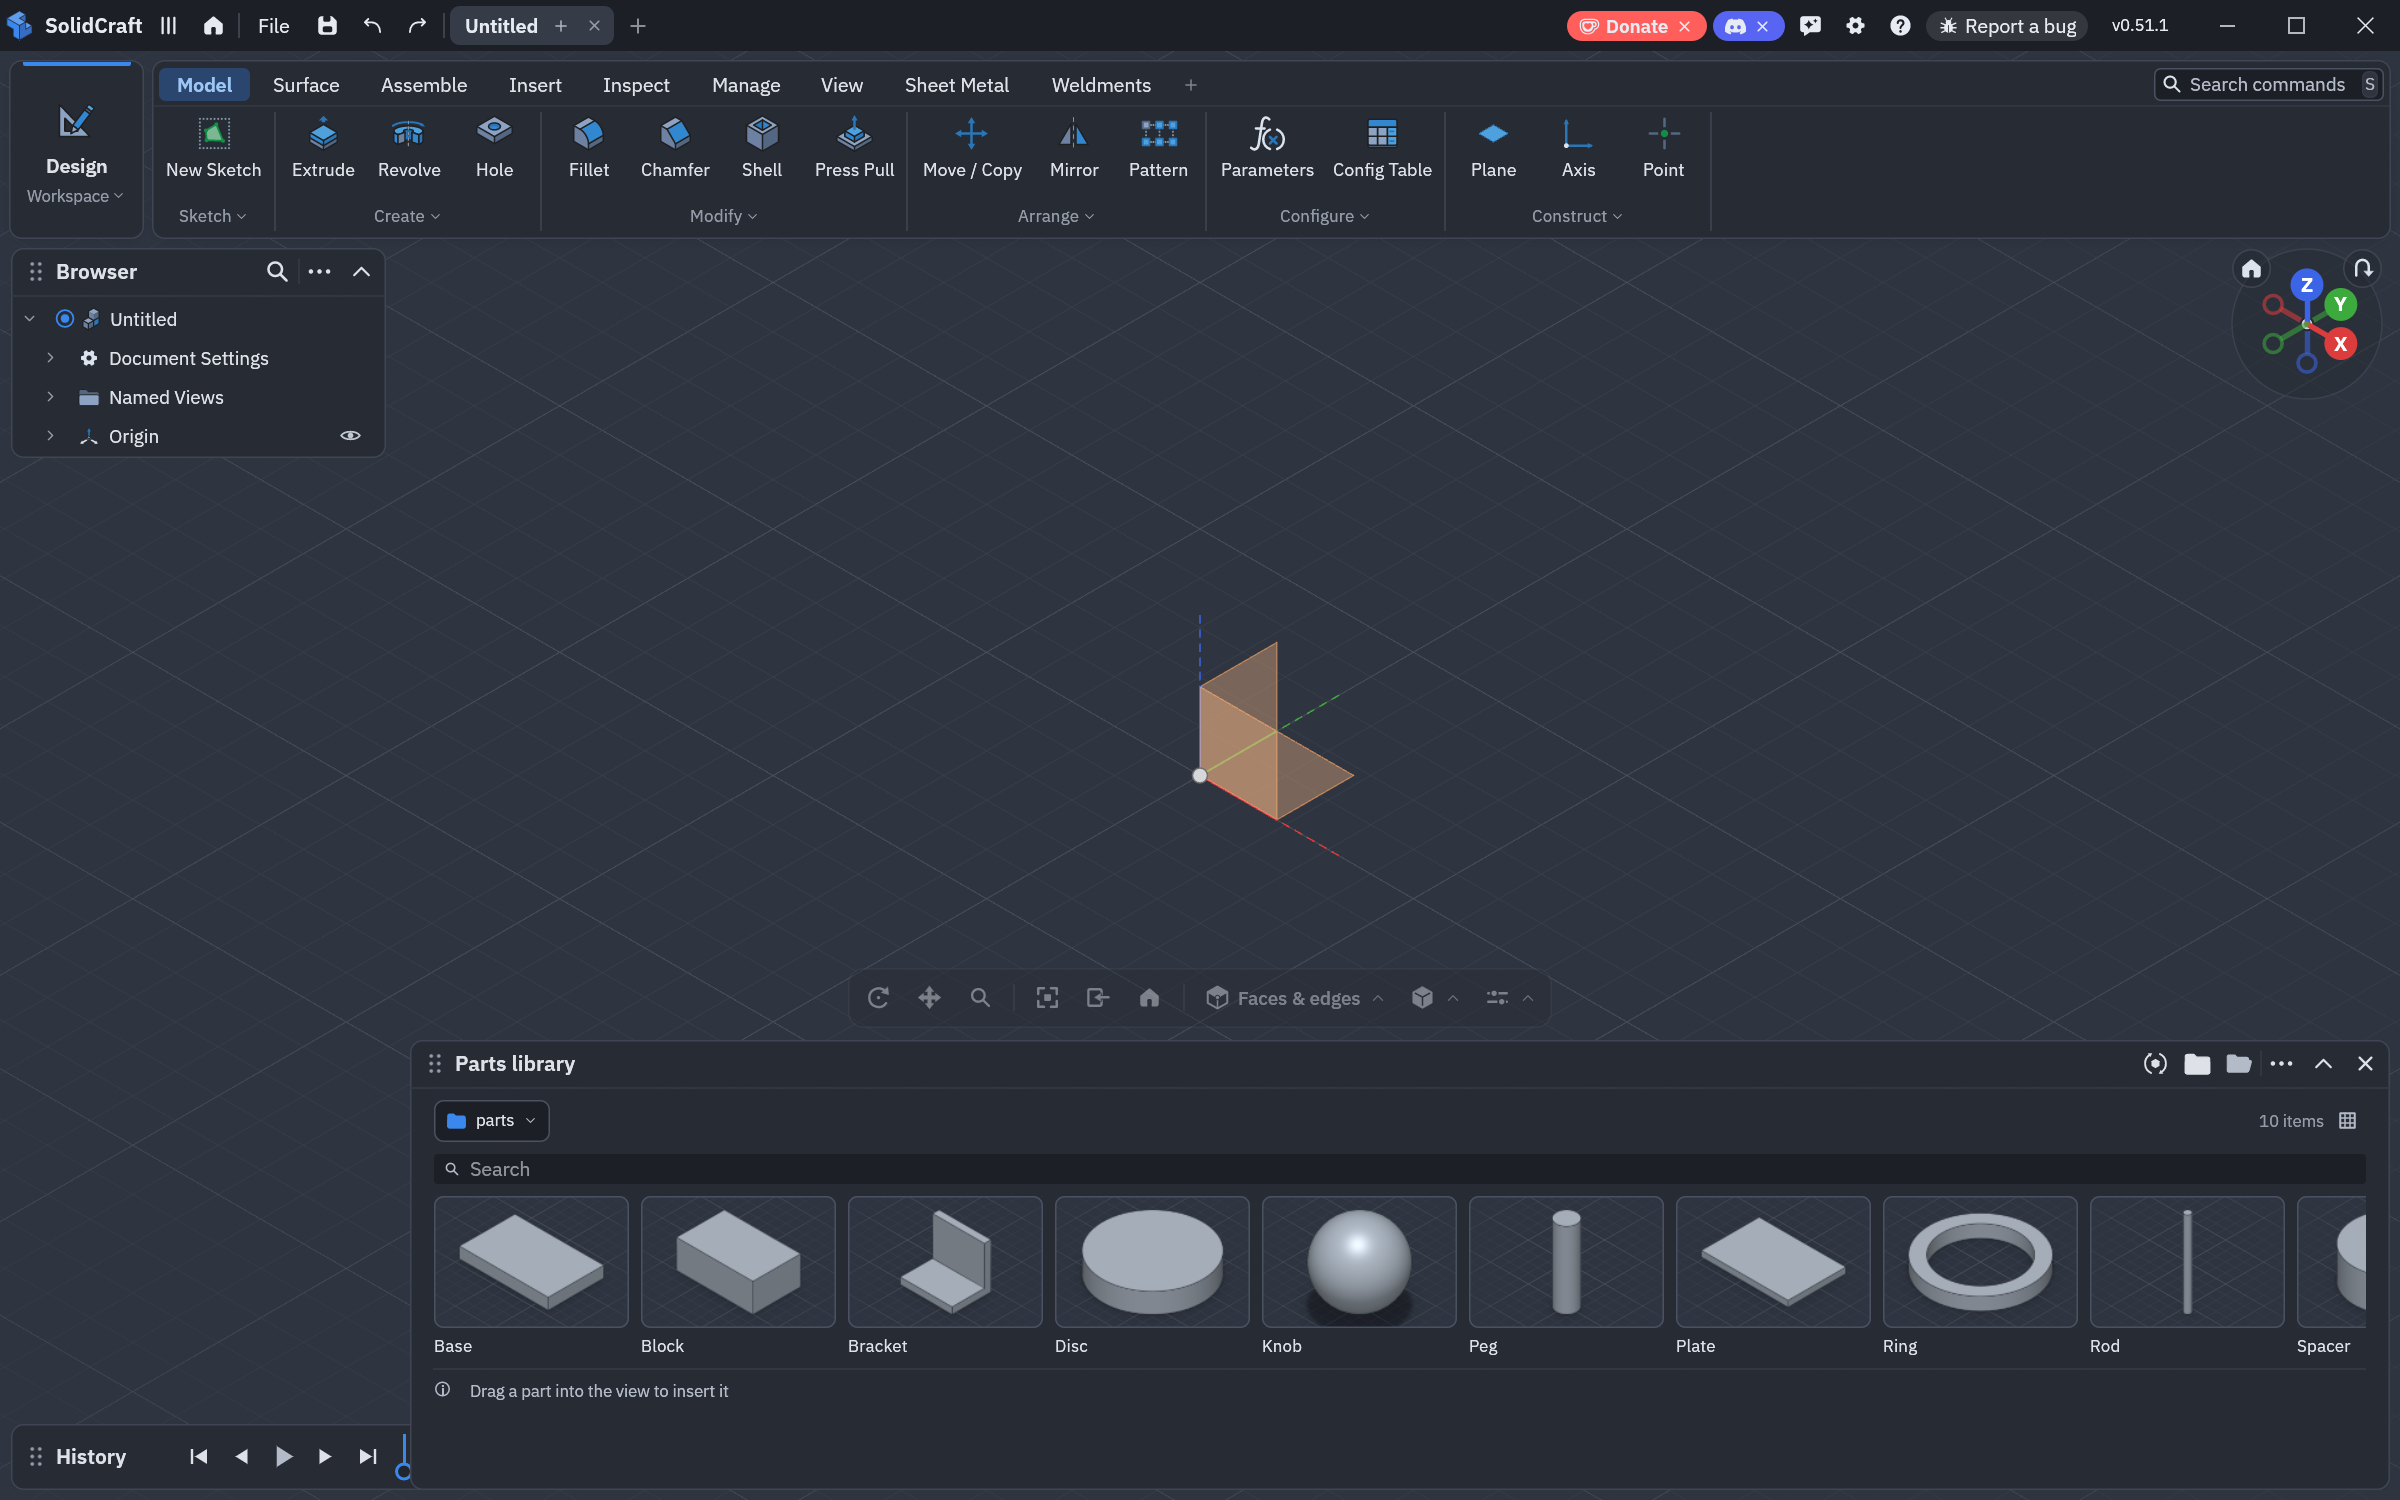 SolidCraft File Untitled Donate Report a bug v0.51.1
Model Surface Assemble Insert Inspect Manage View Sheet Metal Weldments Search commands S
Design
Workspace
New Sketch Extrude Revolve Hole Fillet Chamfer Shell Press Pull Move / Copy Mirror Pattern Parameters Config Table Plane Axis Point
Sketch Create Modify Arrange Configure Construct
Browser
Untitled
Document Settings
Named Views
Origin
Z
Y
X
Faces & edges
Parts library
parts 10 items
Search
Base Block Bracket Disc Knob Peg Plate Ring Rod Spacer
Drag a part into the view to insert it
History